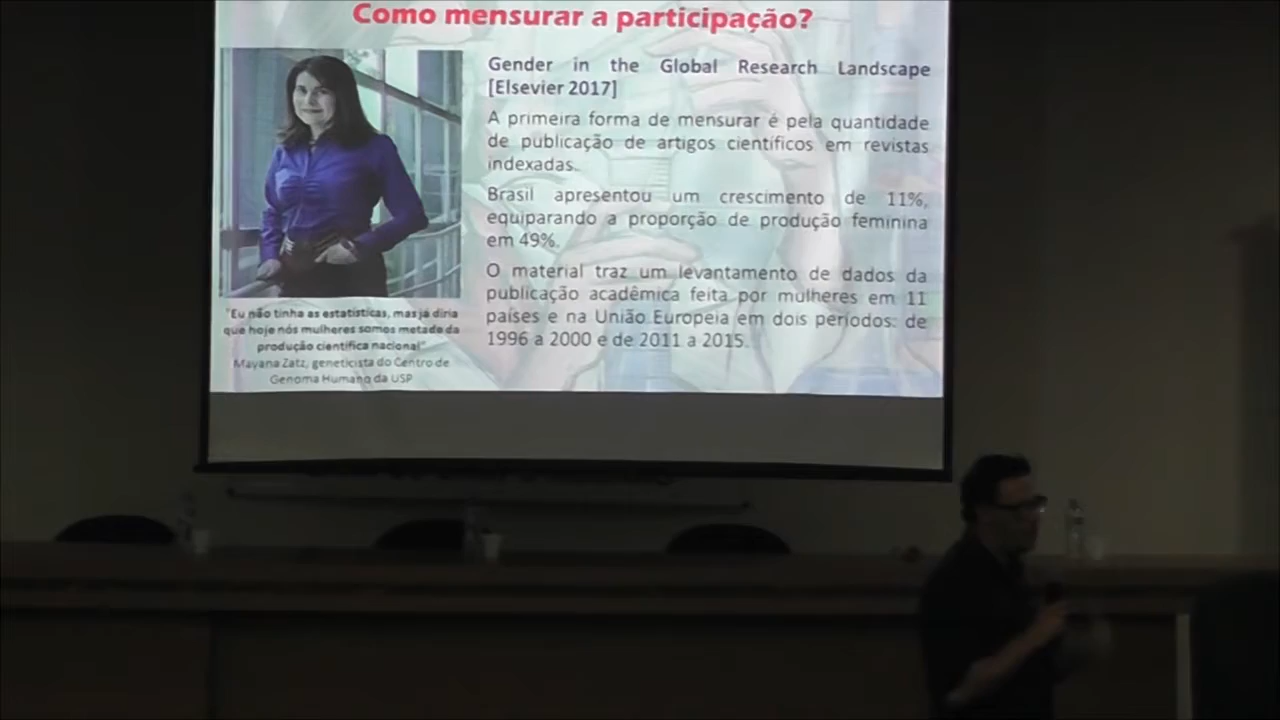 Como mensurar a participação?
Gender in the Global Research Landscape
[Elsevier 2017]
A primeira forma de mensurar é pela quantidade
de publicação de artigos científicos em revistas
indexadas.
Brasil apresentou um crescimento de 11%,
equiparando a proporção de produção feminina
em 49%.
O material traz um levantamento de dados da
publicação acadêmica feita por mulheres em 11
países e na União Europeia em dois períodos: de
1996 a 2000 e de 2011 a 2015.
"Eu não tinha as estatísticas, mas já diria
que hoje nós mulheres somos metade da
produção científica nacional"
Mayana Zatz, geneticista do Centro de
Genoma Humano da USP